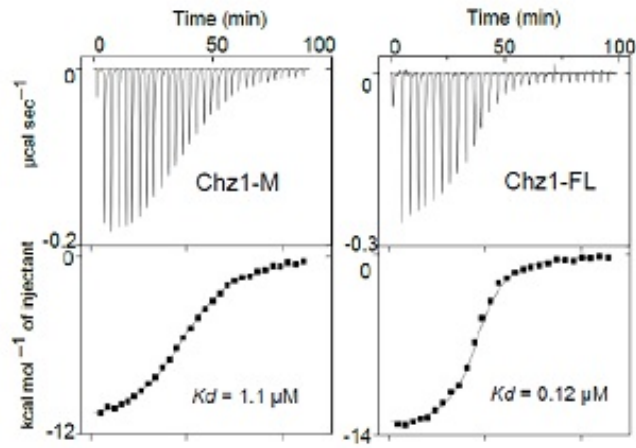 Time (min)
0 50 100
0
µcal sec⁻¹
Chz1-M
-0.2
0
kcal mol⁻¹ of injectant
Kd = 1.1 µM
-12
Time (min)
0 50 100
0
Chz1-FL
-0.3
0
Kd = 0.12 µM
-14